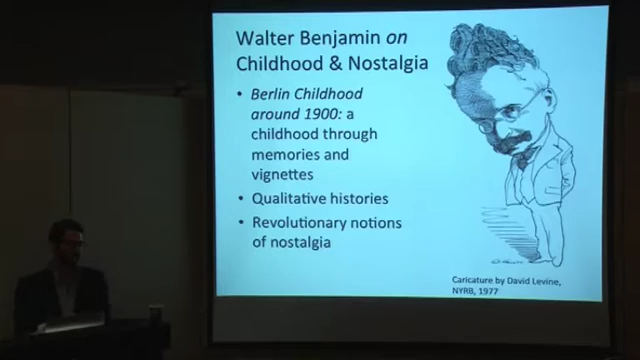 Walter Benjamin on
Childhood & Nostalgia
• Berlin Childhood
around 1900: a
childhood through
memories and
vignettes
• Qualitative histories
• Revolutionary notions
of nostalgia
Caricature by David Levine,
NYRB, 1977